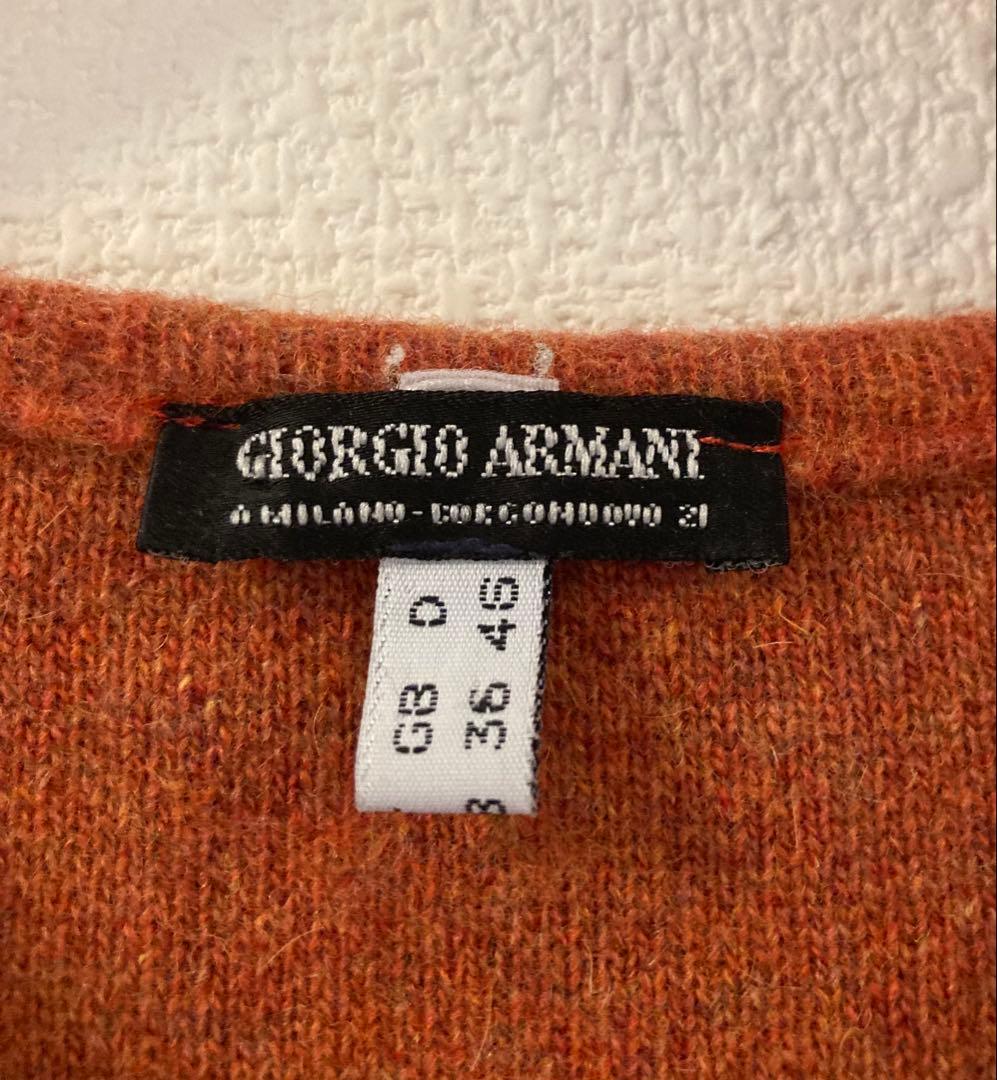 GIORGIO ARMANI
A MILANO-BORGONUOVO 21
GB D
36 46